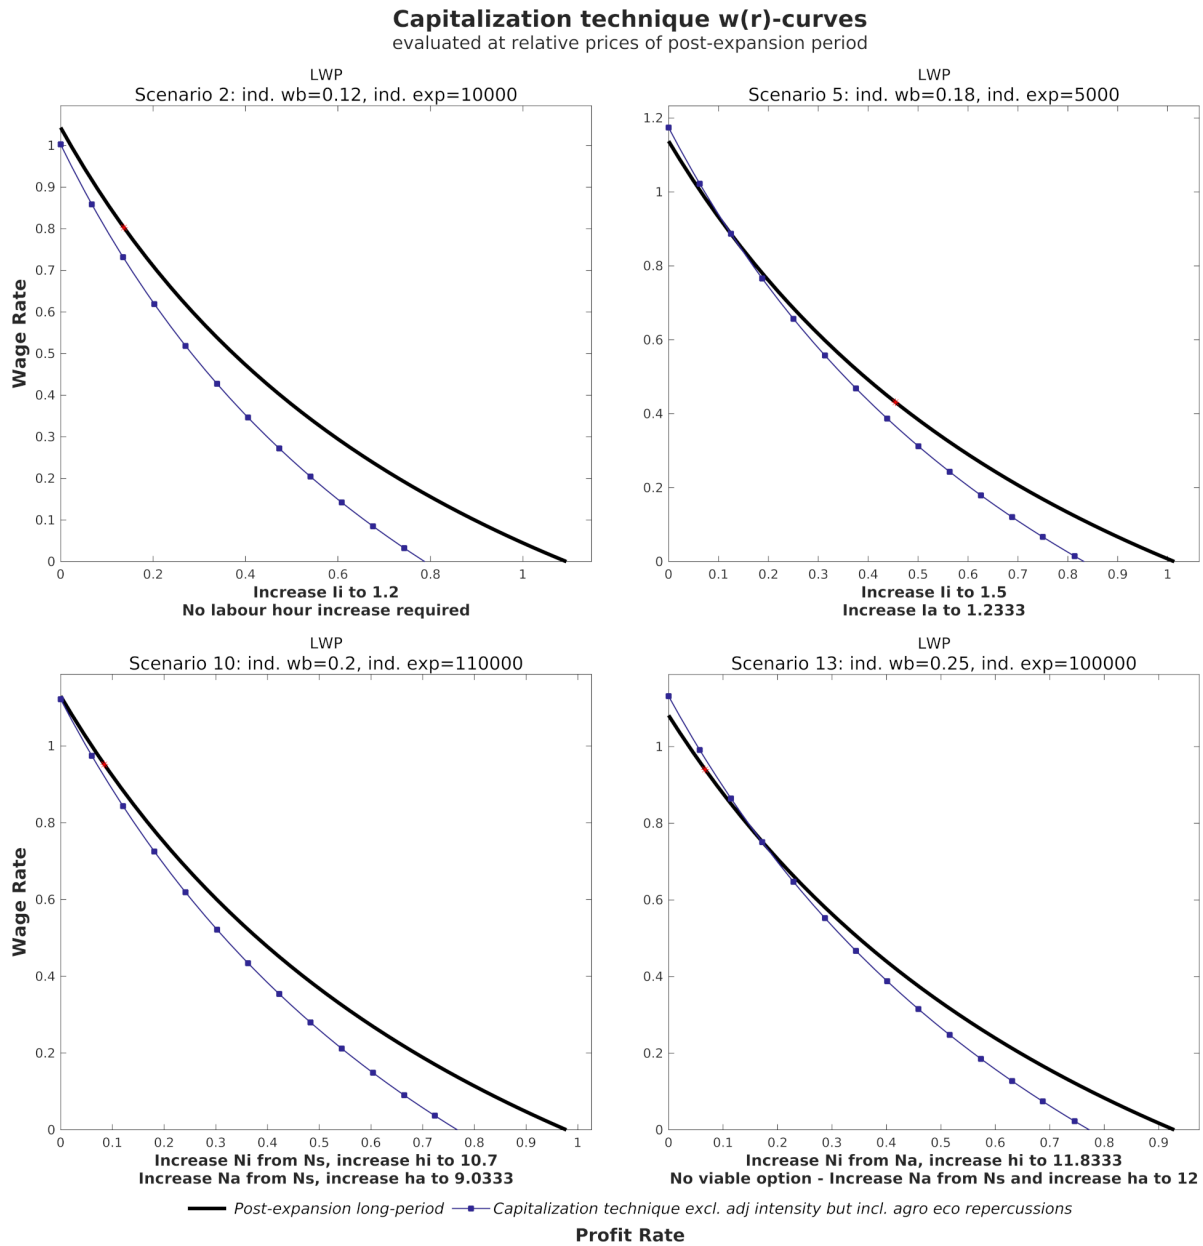 Capitalization technique w(r)-curves
evaluated at relative prices of post-expansion period
LWP
Scenario 2: ind. wb=0.12, ind. exp=10000
Wage Rate
1
0.9
0.8
0.7
0.6
0.5
0.4
0.3
0.2
0.1
0
0 0.2 0.4 0.6 0.8 1
Increase Ii to 1.2
No labour hour increase required
LWP
Scenario 5: ind. wb=0.18, ind. exp=5000
1.2
1
0.8
0.6
0.4
0.2
0
0 0.1 0.2 0.3 0.4 0.5 0.6 0.7 0.8 0.9 1
Increase Ii to 1.5
Increase Ia to 1.2333
LWP
Scenario 10: ind. wb=0.2, ind. exp=110000
Wage Rate
1
0.8
0.6
0.4
0.2
0
0 0.1 0.2 0.3 0.4 0.5 0.6 0.7 0.8 0.9 1
Increase Ni from Ns, increase hi to 10.7
Increase Na from Ns, increase ha to 9.0333
LWP
Scenario 13: ind. wb=0.25, ind. exp=100000
1
0.8
0.6
0.4
0.2
0
0 0.1 0.2 0.3 0.4 0.5 0.6 0.7 0.8 0.9
Increase Ni from Na, increase hi to 11.8333
No viable option - Increase Na from Ns and increase ha to 12
Post-expansion long-period Capitalization technique excl. adj intensity but incl. agro eco repercussions
Profit Rate